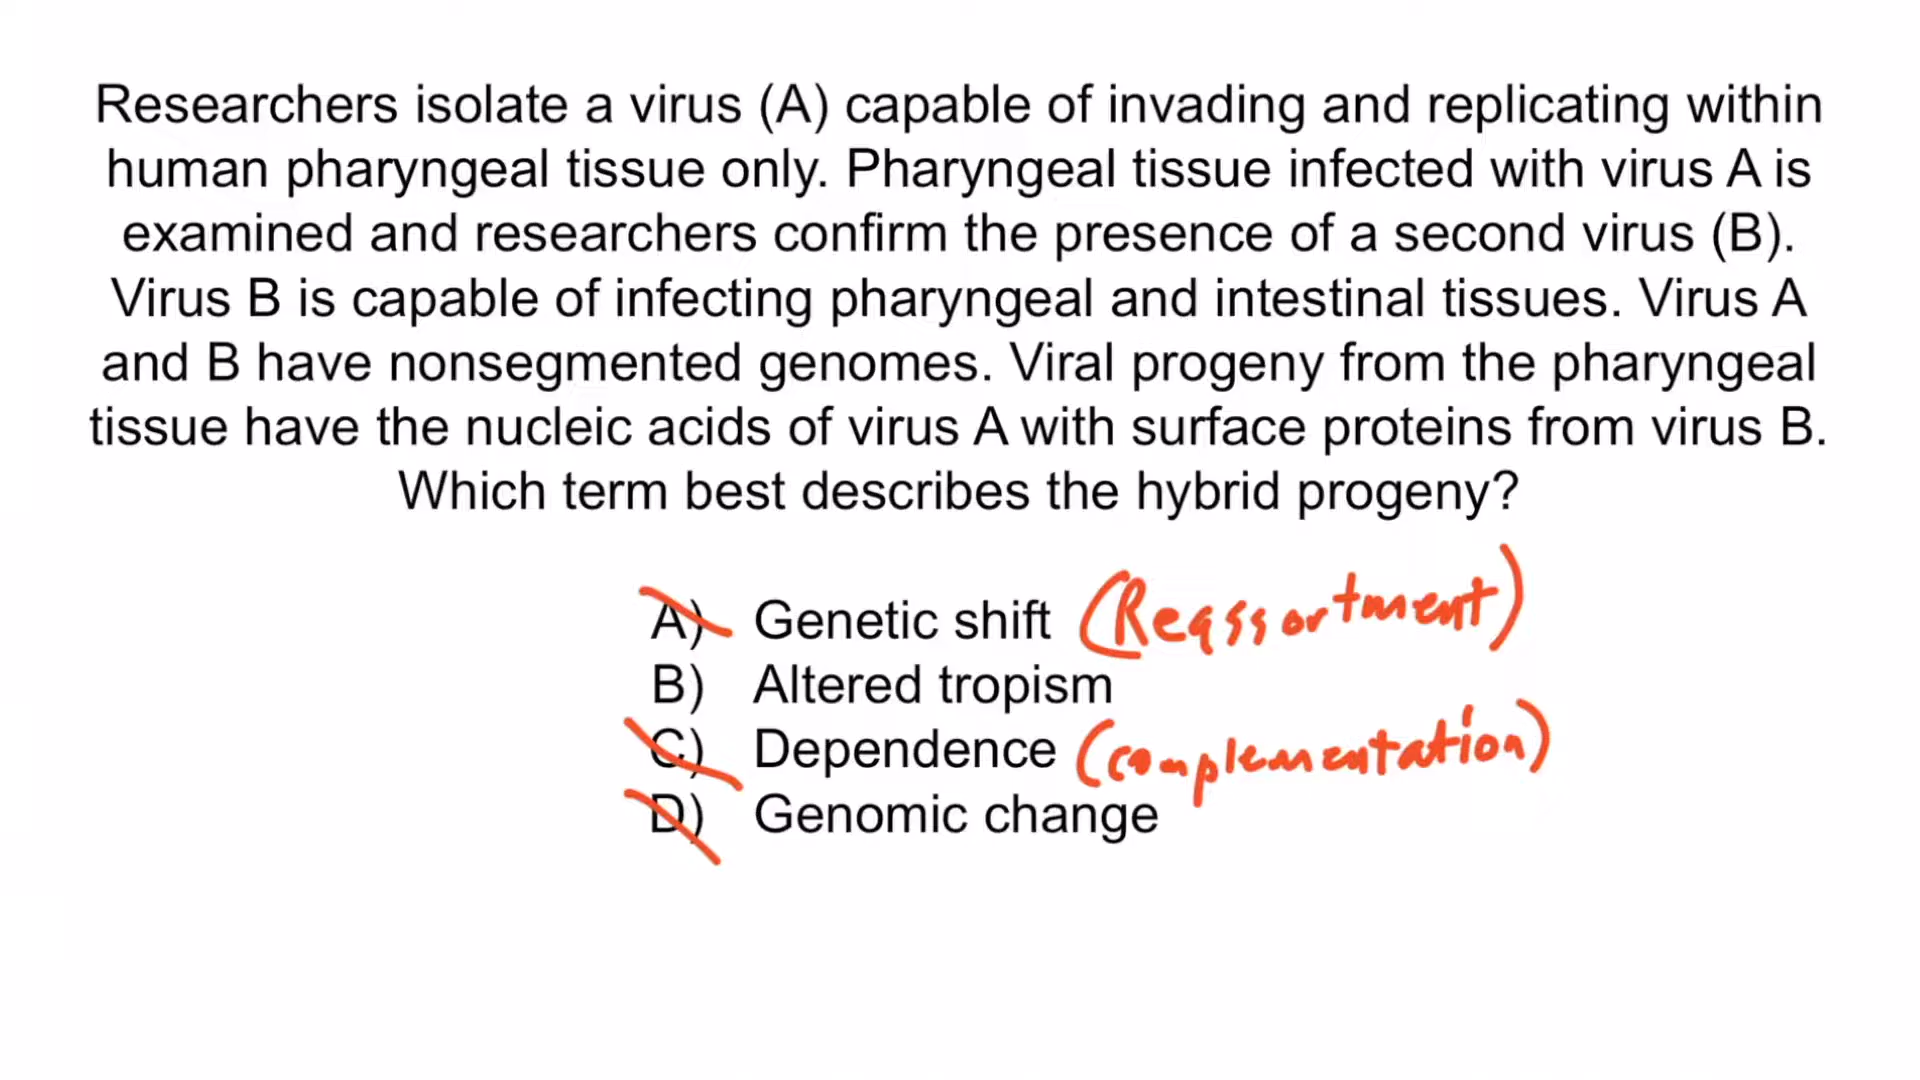 Researchers isolate a virus (A) capable of invading and replicating within
human pharyngeal tissue only. Pharyngeal tissue infected with virus A is
examined and researchers confirm the presence of a second virus (B).
Virus B is capable of infecting pharyngeal and intestinal tissues. Virus A
and B have nonsegmented genomes. Viral progeny from the pharyngeal
tissue have the nucleic acids of virus A with surface proteins from virus B.
Which term best describes the hybrid progeny?
A) Genetic shift (Reassortment)
B) Altered tropism
C) Dependence (complementation)
D) Genomic change